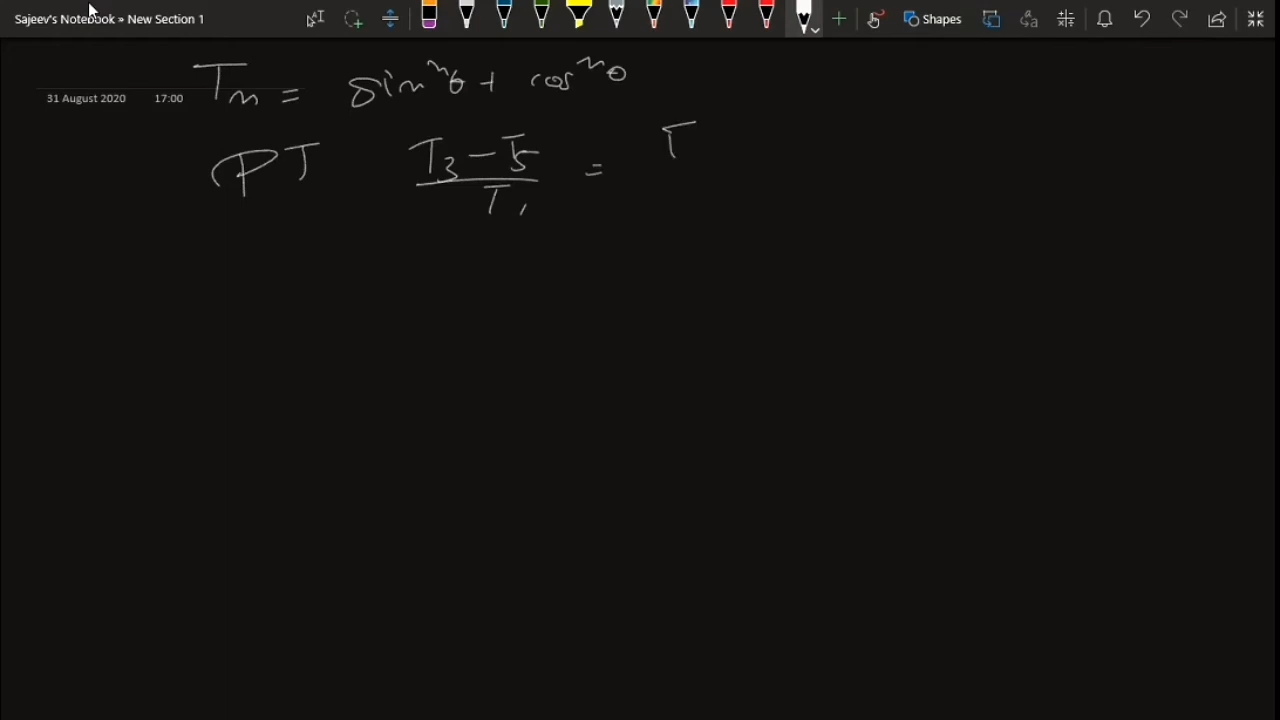 Sajeev's Notebook » New Section 1
Shapes
31 August 2020 17:00
Tₙ = sinⁿθ + cosⁿθ
PT (T₃ − T₅)/T₁ = T